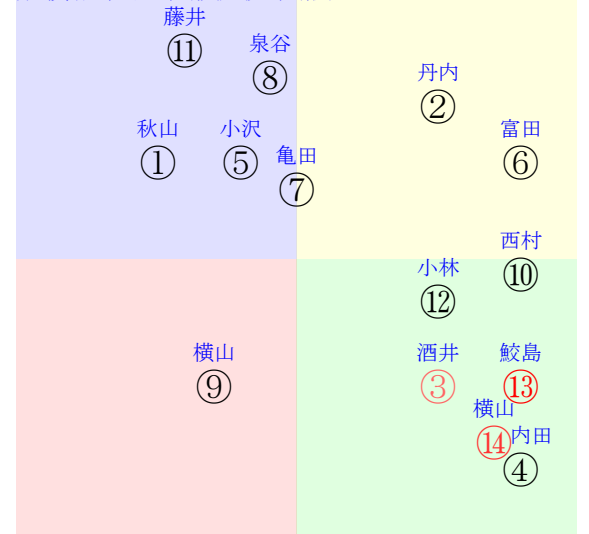 藤井
⑪
泉谷
⑧
丹内
②
秋山
①
小沢
⑤
亀田
⑦
富田
⑥
西村
⑩
小林
⑫
横山
⑨
酒井
③
鮫島
⑬
横山
⑭
内田
④